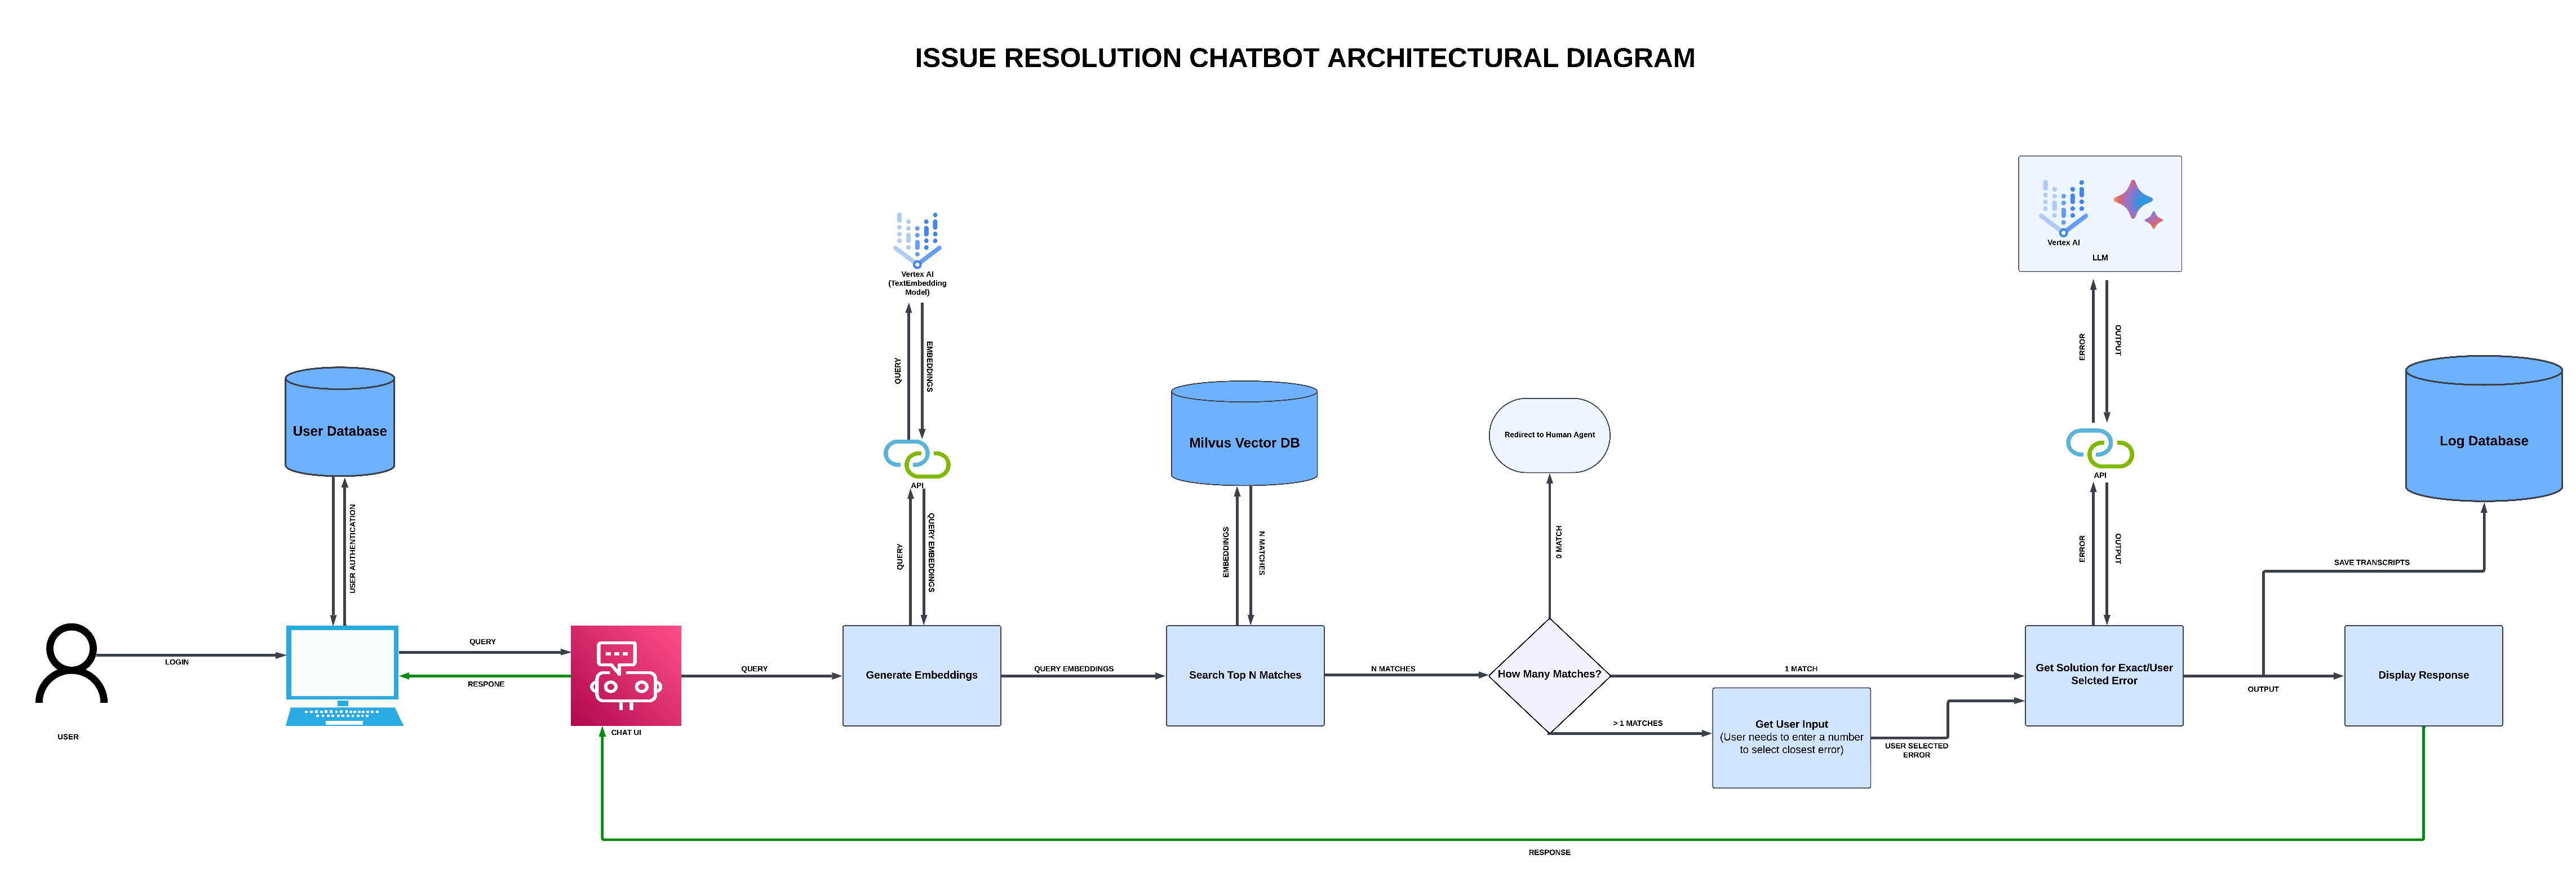 ISSUE RESOLUTION CHATBOT ARCHITECTURAL DIAGRAM
Vertex AI
LLM
Vertex AI
(TextEmbedding
Model)
QUERY
EMBEDDINGS
ERROR
OUTPUT
User Database
Milvus Vector DB
Redirect to Human Agent
Log Database
API
API
USER AUTHENTICATION
QUERY
QUERY EMBEDDINGS
EMBEDDINGS
N MATCHES
0 MATCH
ERROR
OUTPUT
SAVE TRANSCRIPTS
LOGIN
QUERY
RESPONE
QUERY
Generate Embeddings
QUERY EMBEDDINGS
Search Top N Matches
N MATCHES
How Many Matches?
1 MATCH
Get Solution for Exact/User
Selcted Error
OUTPUT
Display Response
USER
CHAT UI
> 1 MATCHES
Get User Input
(User needs to enter a number
to select closest error)
USER SELECTED
ERROR
RESPONSE